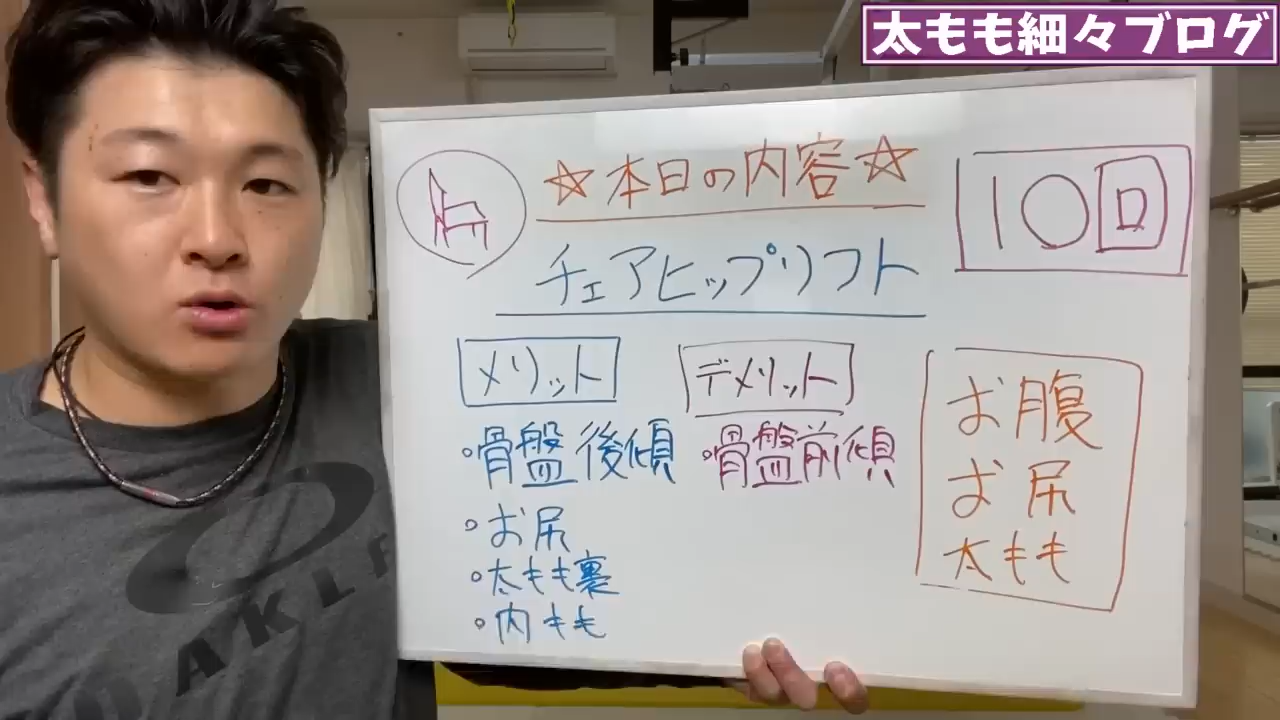 太もも細々ブログ
☆本日の内容☆
10回
チェアヒップリフト
メリット
・骨盤後傾
・お尻
・太もも裏
・内もも
デメリット
・骨盤前傾
お腹
お尻
太もも
OAKLE